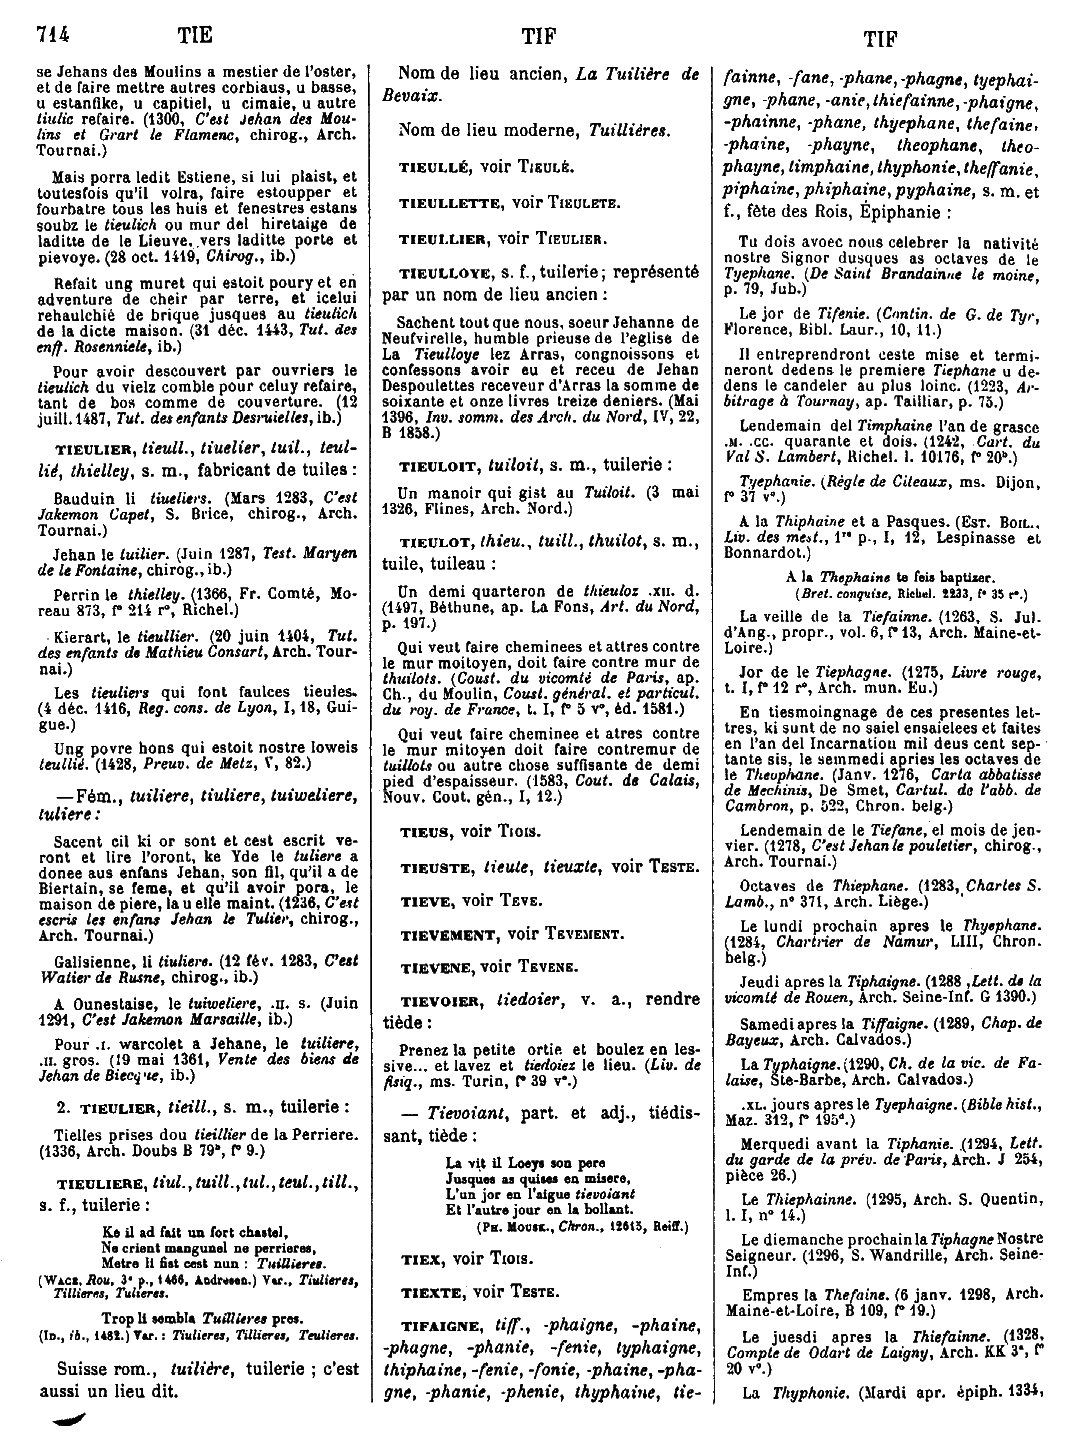 714 TIE TIF TIF
se Jehans des Moulins a mestier de l'oster,
et de faire mettre autres corbiaus, u basse,
u estanfike, u capitiel, u cimaie, u autre
tiulic refaire. (1300, C'est Jehan des Mou-
lins et Grart le Flamenc, chirog., Arch.
Tournai.)
Mais porra ledit Estiene, si lui plaist, et
toutesfois qu'il volra, faire estoupper et
fourbatre tous les huis et fenestres estans
soubz le tieulich ou mur del hiretaige de
laditte de le Lieuve, vers laditte porte et
pievoye. (28 oct. 1419, Chirog., ib.)
Refait ung muret qui estoit poury et en
adventure de cheir par terre, et icelui
rehaulchié de brique jusques au tieulich
de la dicte maison. (31 déc. 1443, Tut. des
enff. Rosenniele, ib.)
Pour avoir descouvert par ouvriers le
tieulich du vielz comble pour celuy refaire,
tant de bos comme de couverture. (12
juill. 1487, Tut. des enfants Desruielles, ib.)
TIEULIER, tieull., tiuelier, tuil., teul-
lié, thielley, s. m., fabricant de tuiles :
Bauduin li tiueliers. (Mars 1283, C'est
Jakemon Capet, S. Brice, chirog., Arch.
Tournai.)
Jehan le tuilier. (Juin 1287, Test. Maryen
de le Fontaine, chirog., ib.)
Perrin le thielley. (1366, Fr. Comté, Mo-
reau 873, f° 214 r°, Richel.)
Kierart, le tieullier. (20 juin 1404, Tut.
des enfants de Mathieu Consart, Arch. Tour-
nai.)
Les tieuliers qui font faulces tieules.
(4 déc. 1416, Reg. cons. de Lyon, I, 18, Gui-
gue.)
Ung povre hons qui estoit nostre loweis
teullié. (1428, Preuv. de Metz, V, 82.)
— Fém., tuiliere, tiuliere, tuiweliere,
tuliere :
Sacent cil ki or sont et cest escrit ve-
ront et lire l'oront, ke Yde le tuliere a
donee aus enfans Jehan, son fil, qu'il a de
Biertain, se feme, et qu'il avoir pora, le
maison de piere, la u elle maint. (1236, C'est
escris les enfans Jehan le Tulier, chirog.,
Arch. Tournai.)
Galisienne, li tiuliere. (12 fév. 1283, C'est
Watier de Rusne, chirog., ib.)
A Ounestaise, le tuiweliere, .II. s. (Juin
1291, C'est Jakemon Marsaille, ib.)
Pour .I. warcolet a Jehane, le tuiliere,
.II. gros. (19 mai 1361, Vente des biens de
Jehan de Biecque, ib.)
2. TIEULIER, tieill., s. m., tuilerie :
Tielles prises dou tieillier de la Perriere.
(1336, Arch. Doubs B 79ª, f° 9.)
TIEULIERE, tiul., tuill., tul., teul., till.,
s. f., tuilerie :
Ke il ad fait un fort chastel,
Ne crient mangunel ne perrieres,
Metre li fist cest nun : Tuillieres.
(WACE, Rou, 3e p., 1466, Andresen.) Var., Tiulieres,
Tillieres, Tulieres.
Trop li sembla Tuillieres pres.
(ID., ib., 1482.) Var. : Tiulieres, Tillieres, Teulieres.
Suisse rom., tuilière, tuilerie ; c'est
aussi un lieu dit.
Nom de lieu ancien, La Tuilière de
Bevaix.
Nom de lieu moderne, Tuillières.
TIEULLÉ, voir TIEULÉ.
TIEULLETTE, voir TIEULETE.
TIEULLIER, voir TIEULIER.
TIEULLOYE, s. f., tuilerie ; représenté
par un nom de lieu ancien :
Sachent tout que nous, soeur Jehanne de
Neufvirelle, humble prieuse de l'eglise de
La Tieulloye lez Arras, congnoissons et
confessons avoir eu et receu de Jehan
Despoulettes receveur d'Arras la somme de
soixante et onze livres treize deniers. (Mai
1396, Inv. somm. des Arch. du Nord, IV, 22,
B 1858.)
TIEULOIT, tuiloit, s. m., tuilerie :
Un manoir qui gist au Tuiloit. (3 mai
1326, Flines, Arch. Nord.)
TIEULOT, thieu., tuill., thuilot, s. m.,
tuile, tuileau :
Un demi quarteron de thieuloz .XII. d.
(1497, Béthune, ap. La Fons, Art. du Nord,
p. 197.)
Qui veut faire cheminees et attres contre
le mur moitoyen, doit faire contre mur de
thuilots. (Coust. du vicomté de Paris, ap.
Ch., du Moulin, Coust. général. et particul.
du roy. de France, t. I, f° 5 v°, éd. 1581.)
Qui veut faire cheminee et atres contre
le mur mitoyen doit faire contremur de
tuillots ou autre chose suffisante de demi
pied d'espaisseur. (1583, Cout. de Calais,
Nouv. Cout. gén., I, 12.)
TIEUS, voir TIOIS.
TIEUSTE, tieute, tieuxte, voir TESTE.
TIEVE, voir TEVE.
TIEVEMENT, voir TEVEMENT.
TIEVENE, voir TEVENE.
TIEVOIER, tiedoier, v. a., rendre
tiède :
Prenez la petite ortie et boulez en les-
sive... et lavez et tiedoiez le lieu. (Liv. de
fisiq., ms. Turin, f° 39 v°.)
— Tievoiant, part. et adj., tiédis-
sant, tiède :
La vit il Loeys son pere
Jusques as quises en misere,
L'un jor en l'aigue tievoiant
Et l'autre jour en la bollant.
(PH. MOUSK., Chron., 12615, Reiff.)
TIEX, voir TIOIS.
TIEXTE, voir TESTE.
TIFAIGNE, tiff., -phaigne, -phaine,
-phagne, -phanie, -fenie, typhaigne,
thiphaine, -fenie, -fonie, -phaine, -pha-
gne, -phanie, -phenie, thyphaine, tie-
fainne, -fane, -phane, -phagne, tyephai-
gne, -phane, -anie, thiefainne, -phaigne,
-phainne, -phane, thyephane, thefaine,
-phaine, -phayne, theophane, theo-
phayne, timphaine, thyphonie, theffanie,
piphaine, phiphaine, pyphaine, s. m. et
f., fête des Rois, Épiphanie :
Tu dois avoec nous celebrer la nativité
nostre Signor dusques as octaves de le
Tyephane. (De Saint Brandainne le moine,
p. 79, Jub.)
Le jor de Tifenie. (Contin. de G. de Tyr,
Florence, Bibl. Laur., 10, 11.)
Il entreprendront ceste mise et termi-
neront dedens le premiere Tiephane u de-
dens le candeler au plus loinc. (1223, Ar-
bitrage à Tournay, ap. Tailliar, p. 75.)
Lendemain del Timphaine l'an de grasce
.M. .CC. quarante et dois. (1242, Cart. du
Val S. Lambert, Richel. l. 10176, f° 20b.)
Tyephanie. (Règle de Citeaux, ms. Dijon,
f° 37 v°.)
A la Thiphaine et a Pasques. (EST. BOIL.,
Liv. des mest., 1re p., I, 12, Lespinasse et
Bonnardot.)
A la Thephaine te feis baptizer.
(Bret. conquise, Richel. 2233, f° 35 r°.)
La veille de la Tiefainne. (1263, S. Jul.
d'Ang., propr., vol. 6, f° 13, Arch. Maine-et-
Loire.)
Jor de le Tiephagne. (1275, Livre rouge,
t. I, f° 12 r°, Arch. mun. Eu.)
En tiesmoingnage de ces presentes let-
tres, ki sunt de no saiel ensaielees et faites
en l'an del Incarnatiou mil deus cent sep-
tante sis, le semmedi apries les octaves de
le Theophane. (Janv. 1276, Carta abbatisse
de Mechinis, De Smet, Cartul. de l'abb. de
Cambron, p. 522, Chron. belg.)
Lendemain de le Tiefane, el mois de jen-
vier. (1278, C'est Jehan le pouletier, chirog.,
Arch. Tournai.)
Octaves de Thiephane. (1283, Charles S.
Lamb., n° 371, Arch. Liège.)
Le lundi prochain apres le Thyephane.
(1284, Chartrier de Namur, LIII, Chron.
belg.)
Jeudi apres la Tiphaigne. (1288, Lett. de la
vicomté de Rouen, Arch. Seine-Inf. G 1390.)
Samedi apres la Tiffaigne. (1289, Chap. de
Bayeux, Arch. Calvados.)
La Typhaigne. (1290, Ch. de la vic. de Fa-
laise, Ste-Barbe, Arch. Calvados.)
.XL. jours apres le Tyephaigne. (Bible hist.,
Maz. 312, f° 195d.)
Merquedi avant la Tiphanie. (1294, Lett.
du garde de la prév. de Paris, Arch. J 254,
pièce 26.)
Le Thiephainne. (1295, Arch. S. Quentin,
l. I, n° 14.)
Le diemanche prochain la Tiphagne Nostre
Seigneur. (1296, S. Wandrille, Arch. Seine-
Inf.)
Empres la Thefaine. (6 janv. 1298, Arch.
Maine-et-Loire, B 109, f° 19.)
Le juesdi apres la Thiefainne. (1328,
Compte de Odart de Laigny, Arch. KK 3ª, f°
20 v°.)
La Thyphonie. (Mardi apr. épiph. 1334,